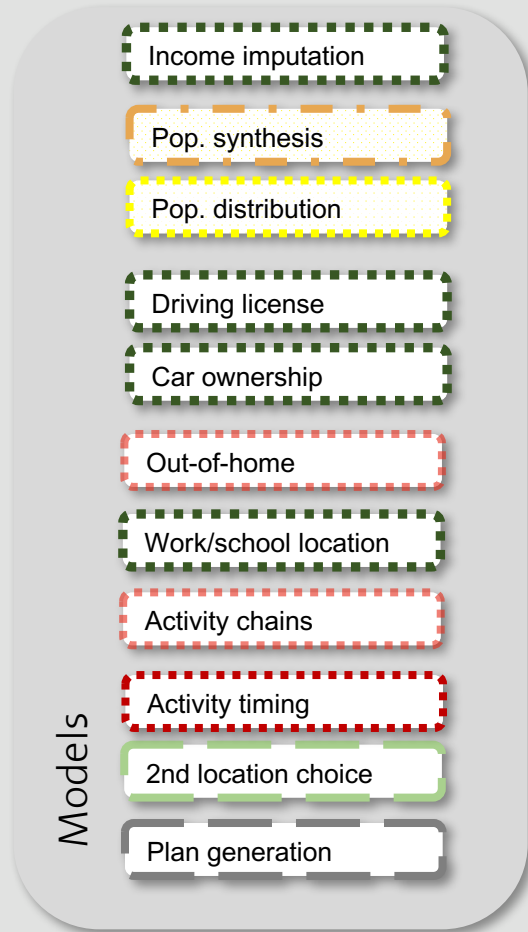 Income imputation
Pop. synthesis
Pop. distribution
Driving license
Car ownership
Out-of-home
Work/school location
Activity chains
Activity timing
2nd location choice
Plan generation
Models